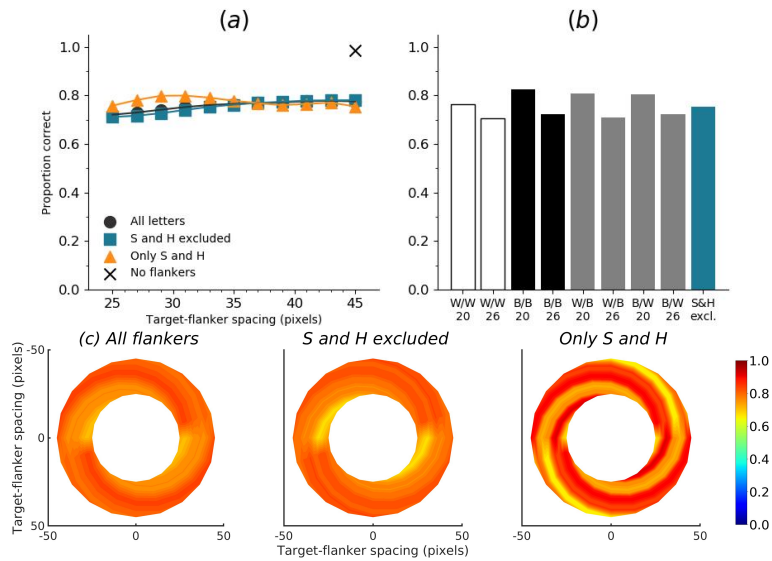 (a)
1.0
0.8
0.6
0.4
0.2
0.0
Proportion correct
All letters
S and H excluded
Only S and H
No flankers
25 30 35 40 45
Target-flanker spacing (pixels)
(b)
1.0
0.8
0.6
0.4
0.2
0.0
W/W W/W B/B B/B W/B W/B B/W B/W S&H
20 26 20 26 20 26 20 26 excl.
(c) All flankers
S and H excluded
Only S and H
Target-flanker spacing (pixels)
-50
0
50
-50 0 50
-50 0 50
-50 0 50
Target-flanker spacing (pixels)
1.0
0.8
0.6
0.4
0.2
0.0